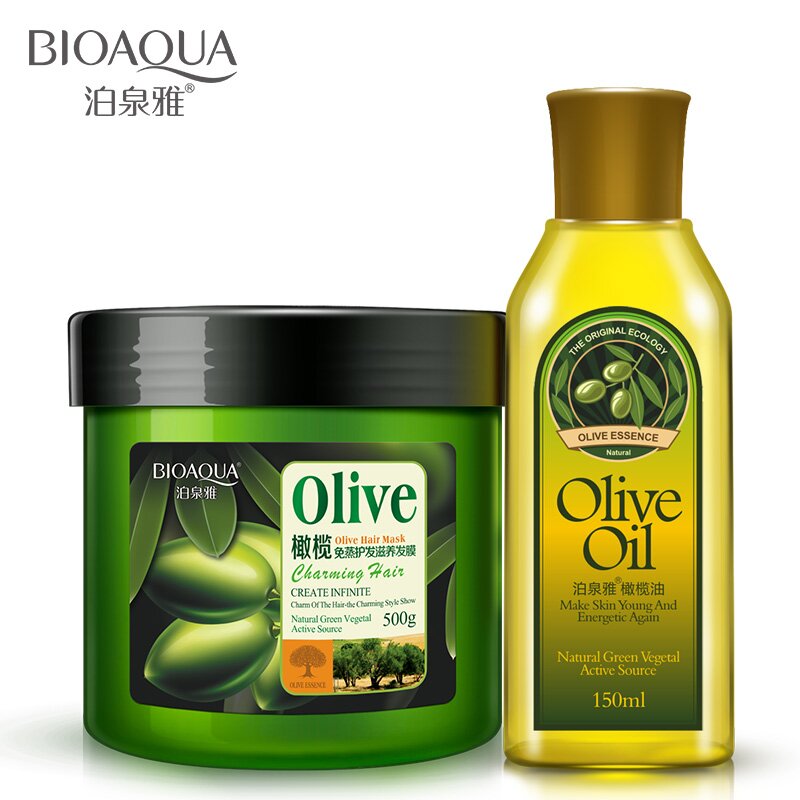 BIOAQUA
泊泉雅®
BIOAQUA®
泊泉雅
Olive
橄榄
Olive Hair Mask
免蒸护发滋养发膜
Charming Hair
CREATE INFINITE
Charm Of The Hair-the Charming Style Show
Natural Green Vegetal
Active Source
500g
OLIVE ESSENCE
THE ORIGINAL ECOLOGY
OLIVE ESSENCE
Natural
Olive
Oil
泊泉雅®橄榄油
Make Skin Young And
Energetic Again
Natural Green Vegetal
Active Source
150ml